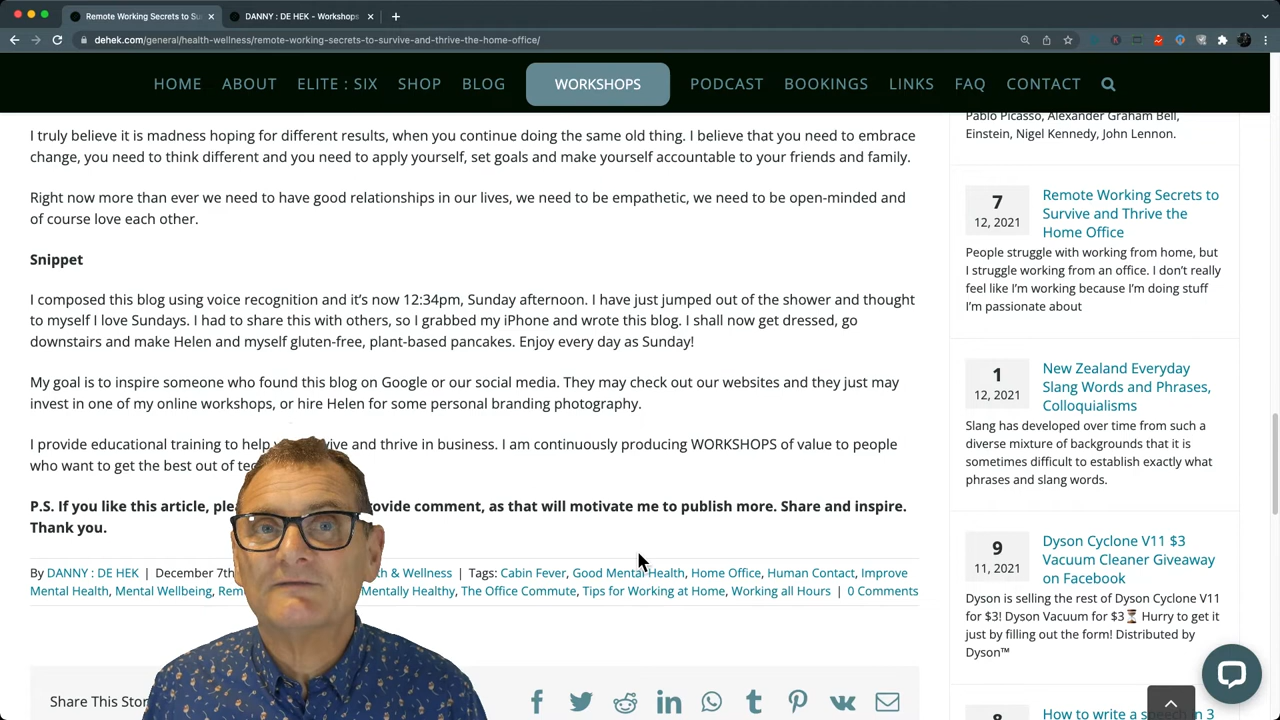 Remote Working Secrets to Su
DANNY : DE HEK - Workshops
dehek.com/general/health-wellness/remote-working-secrets-to-survive-and-thrive-the-home-office/
HOME ABOUT ELITE : SIX SHOP BLOG WORKSHOPS PODCAST BOOKINGS LINKS FAQ CONTACT
I truly believe it is madness hoping for different results, when you continue doing the same old thing. I believe that you need to embrace
change, you need to think different and you need to apply yourself, set goals and make yourself accountable to your friends and family.
Right now more than ever we need to have good relationships in our lives, we need to be empathetic, we need to be open-minded and
of course love each other.
Snippet
I composed this blog using voice recognition and it's now 12:34pm, Sunday afternoon. I have just jumped out of the shower and thought
to myself I love Sundays. I had to share this with others, so I grabbed my iPhone and wrote this blog. I shall now get dressed, go
downstairs and make Helen and myself gluten-free, plant-based pancakes. Enjoy every day as Sunday!
My goal is to inspire someone who found this blog on Google or our social media. They may check out our websites and they just may
invest in one of my online workshops, or hire Helen for some personal branding photography.
I provide educational training to help vive and thrive in business. I am continuously producing WORKSHOPS of value to people
who want to get the best out of tec
P.S. If you like this article, plea ovide comment, as that will motivate me to publish more. Share and inspire.
Thank you.
By DANNY : DE HEK | December 7th th & Wellness | Tags: Cabin Fever, Good Mental Health, Home Office, Human Contact, Improve
Mental Health, Mental Wellbeing, Rem Mentally Healthy, The Office Commute, Tips for Working at Home, Working all Hours | 0 Comments
Share This Stor
Pablo Picasso, Alexander Graham Bell,
Einstein, Nigel Kennedy, John Lennon.
7
12, 2021
Remote Working Secrets to
Survive and Thrive the
Home Office
People struggle with working from home, but
I struggle working from an office. I don't really
feel like I'm working because I'm doing stuff
I'm passionate about
1
12, 2021
New Zealand Everyday
Slang Words and Phrases,
Colloquialisms
Slang has developed over time from such a
diverse mixture of backgrounds that it is
sometimes difficult to establish exactly what
phrases and slang words.
9
11, 2021
Dyson Cyclone V11 $3
Vacuum Cleaner Giveaway
on Facebook
Dyson is selling the rest of Dyson Cyclone V11
for $3! Dyson Vacuum for $3⏳ Hurry to get it
just by filling out the form! Distributed by
Dyson™
8
How to write a speech in 3